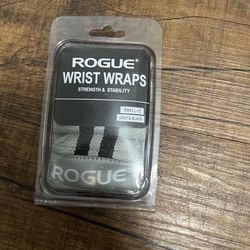 ROGUE®
WRIST WRAPS
STRENGTH & STABILITY
SMALL-12
GRAY & BLACK
ROGUE